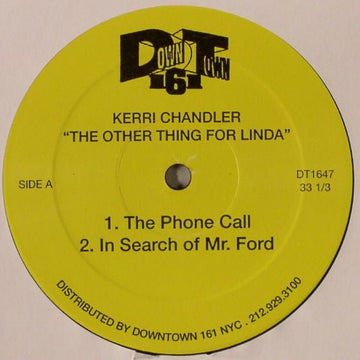 DOWN TOWN
161
KERRI CHANDLER
"THE OTHER THING FOR LINDA"
SIDE A
DT1647
33 1/3
1. The Phone Call
2. In Search of Mr. Ford
DISTRIBUTED BY DOWNTOWN 161 NYC . 212.929.3100